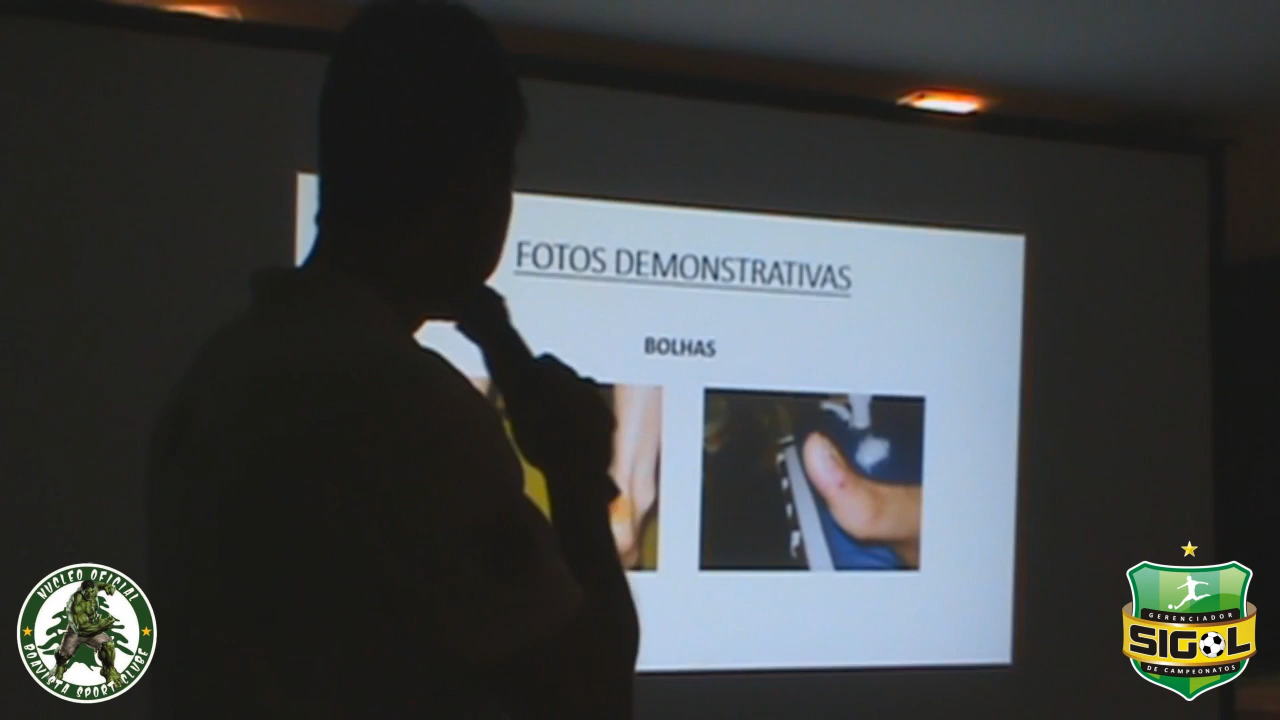 FOTOS DEMONSTRATIVAS
BOLHAS
NUCLEO OFICIAL
BOAVISTA SPORT CLUBE
GERENCIADOR
SIGOL
DE CAMPEONATOS